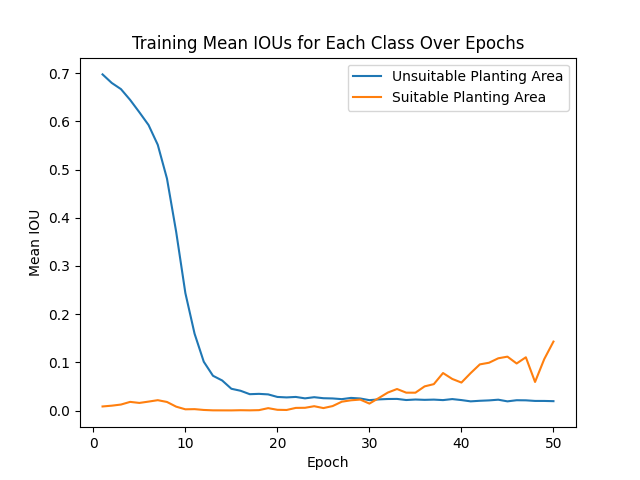 Training Mean IOUs for Each Class Over Epochs
Unsuitable Planting Area
Suitable Planting Area
Mean IOU
0.7
0.6
0.5
0.4
0.3
0.2
0.1
0.0
0 10 20 30 40 50
Epoch